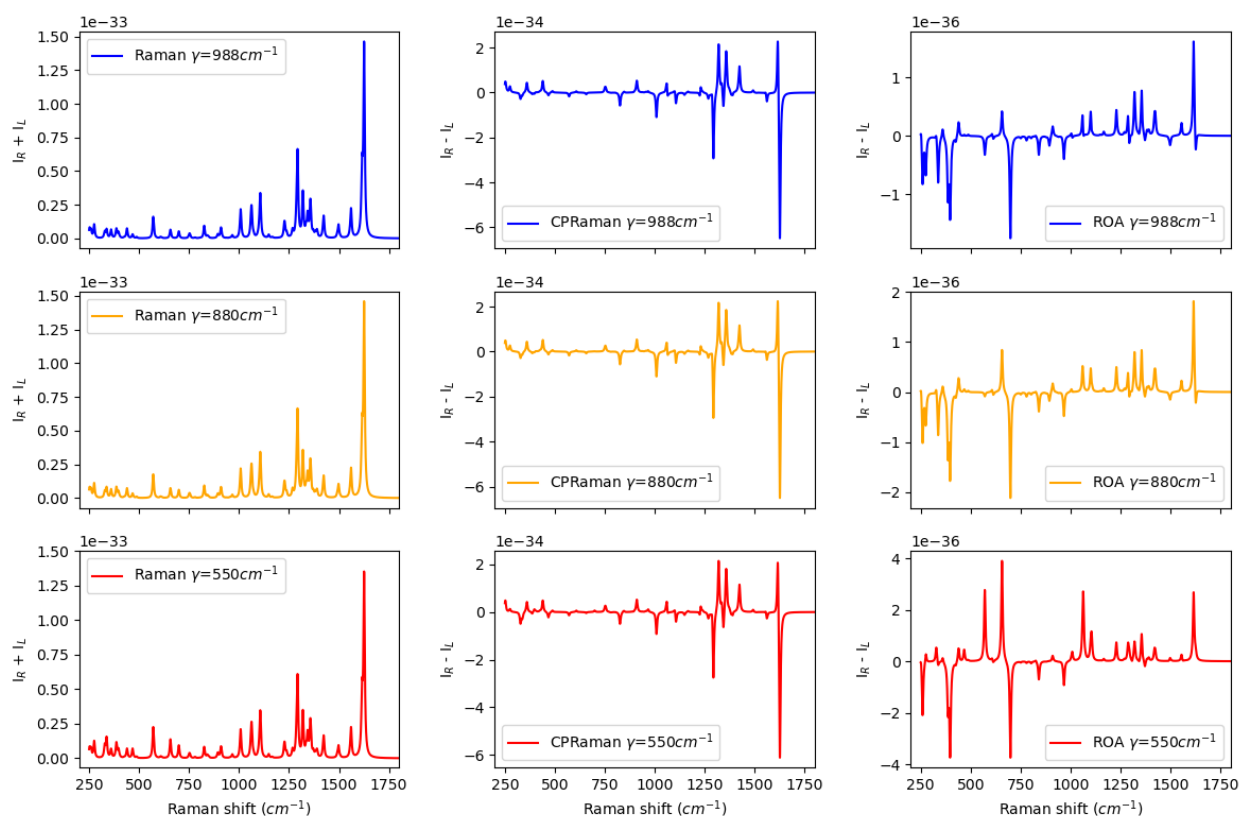 1e−33
1.50
1.25
1.00
0.75
0.50
0.25
0.00
I_R + I_L
Raman γ=988cm⁻¹
1e−34
2
0
−2
−4
−6
I_R - I_L
CPRaman γ=988cm⁻¹
1e−36
1
0
−1
I_R - I_L
ROA γ=988cm⁻¹
1e−33
1.50
1.25
1.00
0.75
0.50
0.25
0.00
I_R + I_L
Raman γ=880cm⁻¹
1e−34
2
0
−2
−4
−6
I_R - I_L
CPRaman γ=880cm⁻¹
1e−36
2
1
0
−1
−2
I_R - I_L
ROA γ=880cm⁻¹
1e−33
1.50
1.25
1.00
0.75
0.50
0.25
0.00
I_R + I_L
Raman γ=550cm⁻¹
250 500 750 1000 1250 1500 1750
Raman shift (cm⁻¹)
1e−34
2
0
−2
−4
−6
I_R - I_L
CPRaman γ=550cm⁻¹
250 500 750 1000 1250 1500 1750
Raman shift (cm⁻¹)
1e−36
4
2
0
−2
−4
I_R - I_L
ROA γ=550cm⁻¹
250 500 750 1000 1250 1500 1750
Raman shift (cm⁻¹)